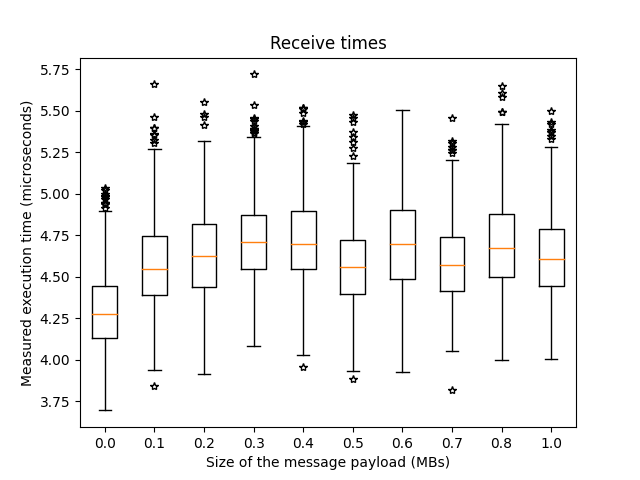 Receive times
Measured execution time (microseconds)
5.75
5.50
5.25
5.00
4.75
4.50
4.25
4.00
3.75
0.0 0.1 0.2 0.3 0.4 0.5 0.6 0.7 0.8 1.0
Size of the message payload (MBs)